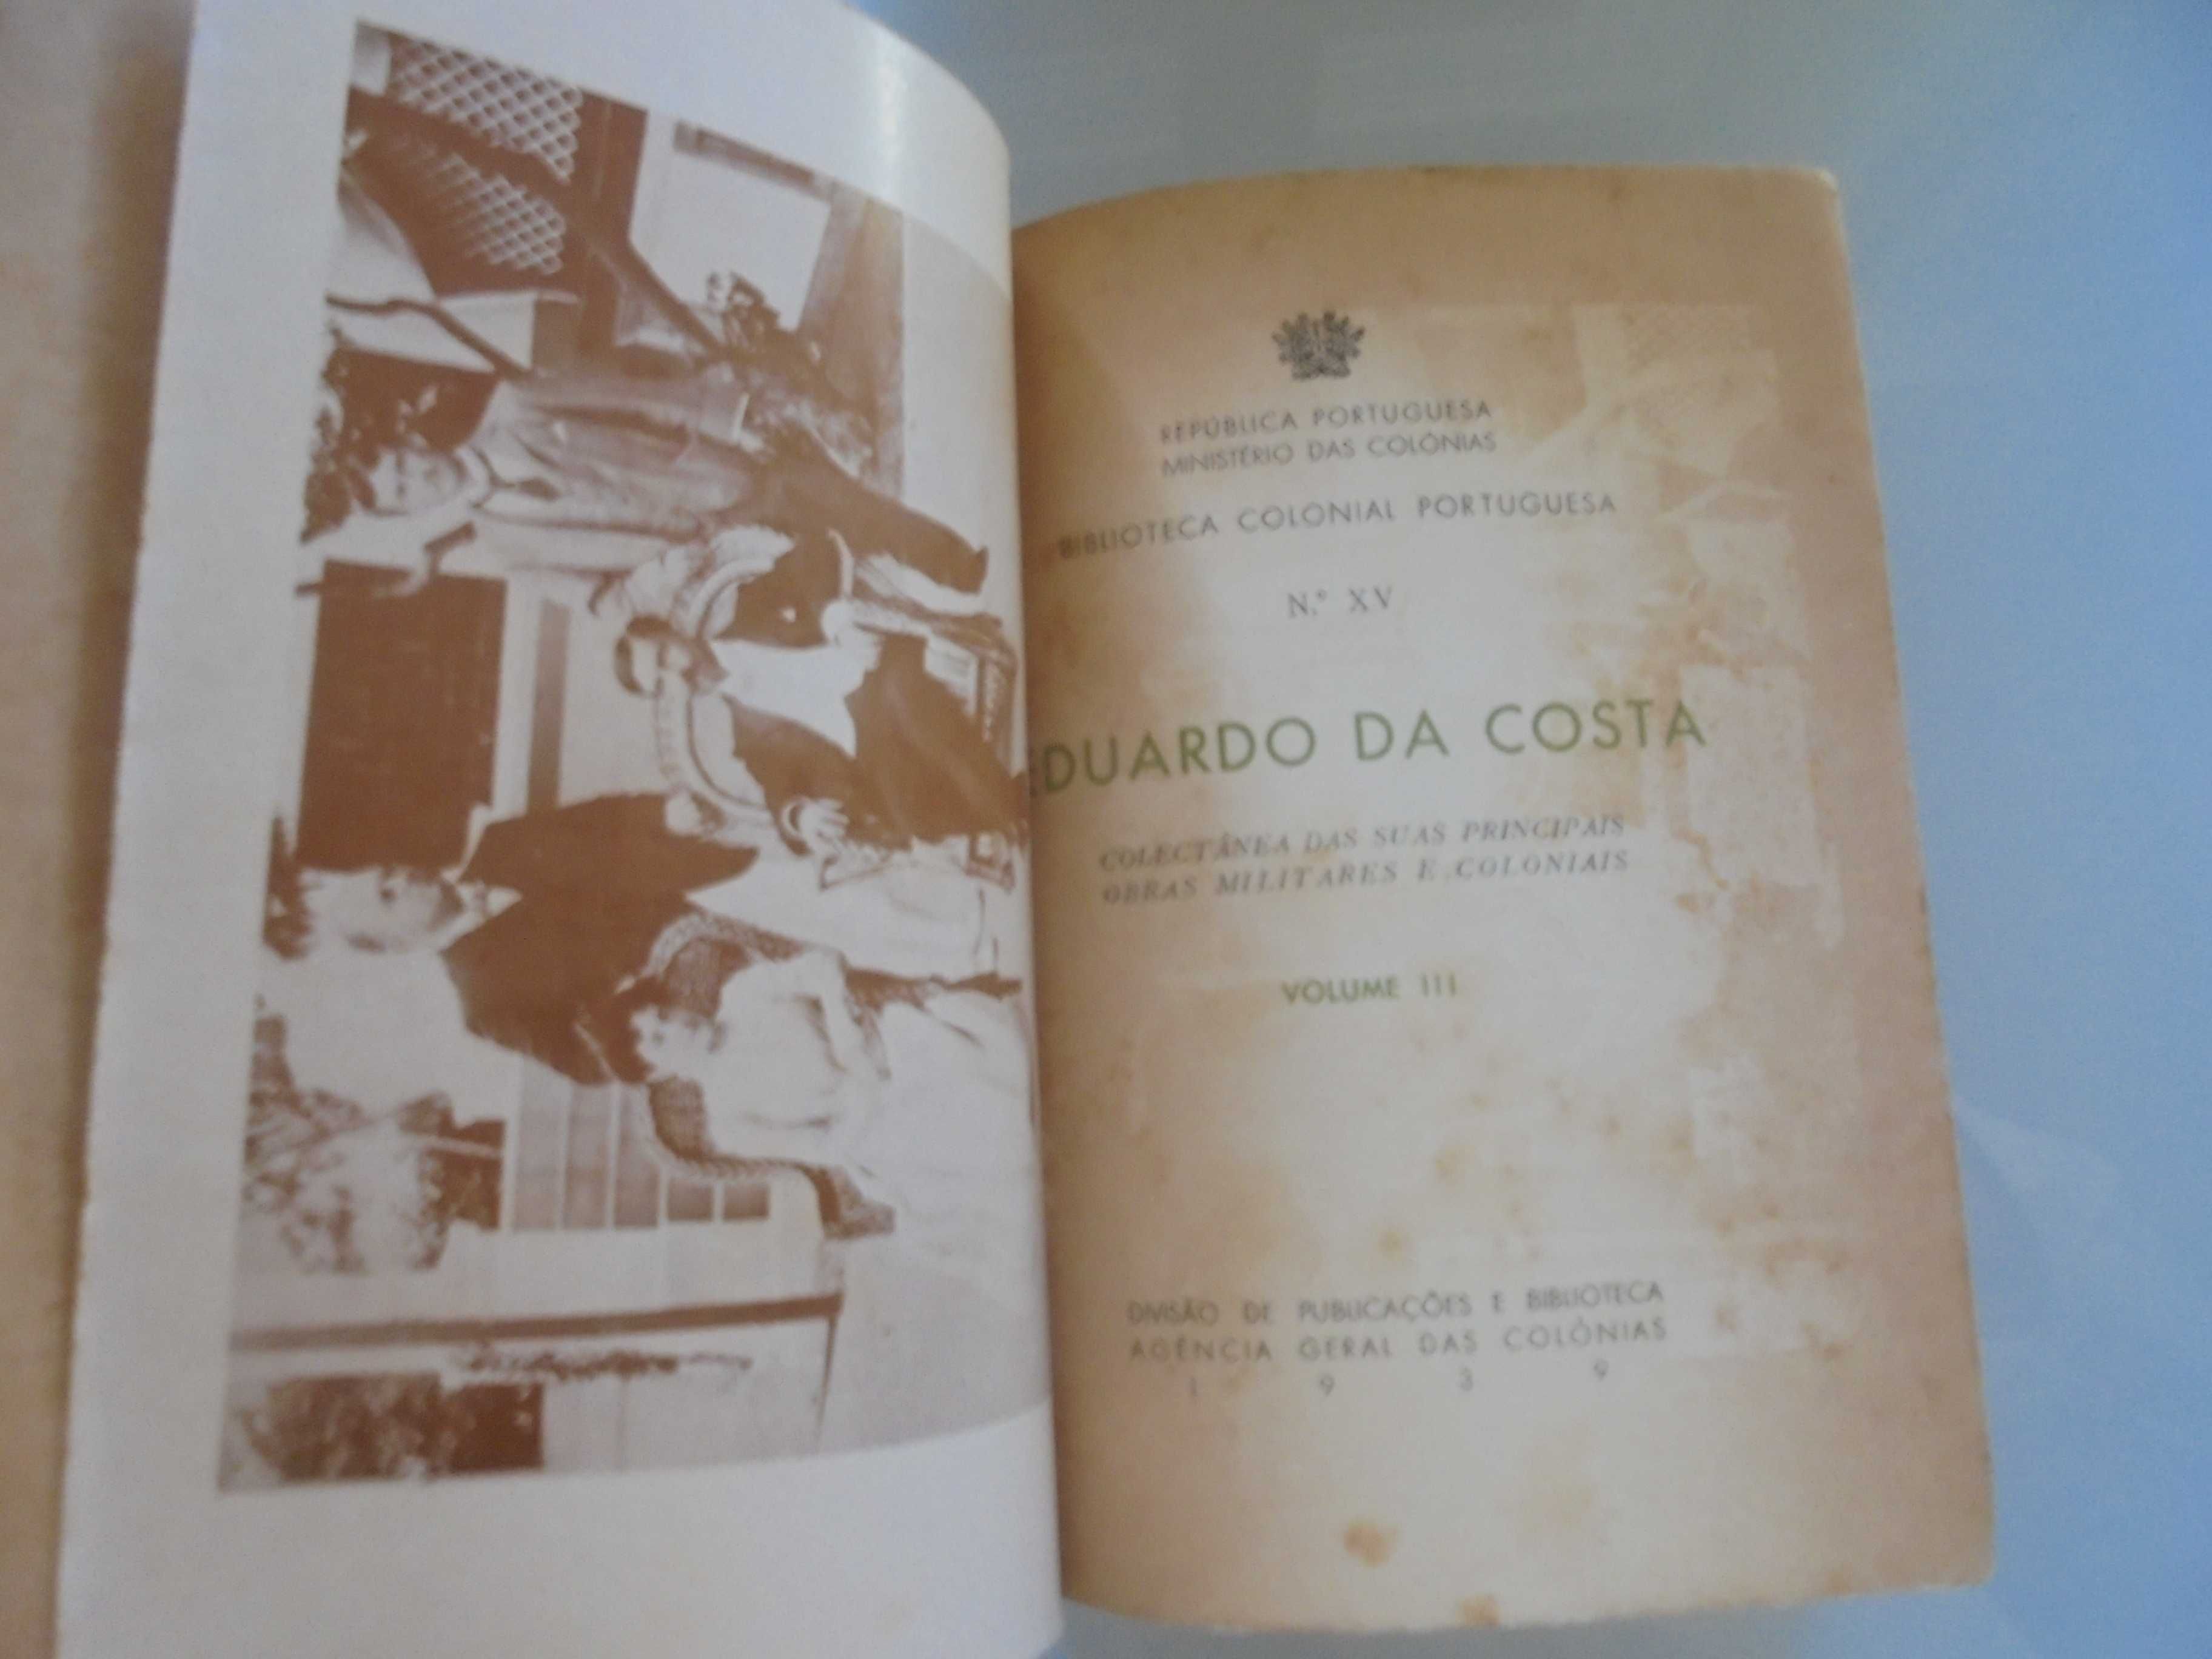 REPÚBLICA PORTUGUESA
MINISTÉRIO DAS COLÓNIAS
BIBLIOTECA COLONIAL PORTUGUESA
N.º XV
EDUARDO DA COSTA
COLECTÂNEA DAS SUAS PRINCIPAIS
OBRAS MILITARES E COLONIAIS
VOLUME III
DIVISÃO DE PUBLICAÇÕES E BIBLIOTECA
AGÊNCIA GERAL DAS COLÓNIAS
1 9 3 9